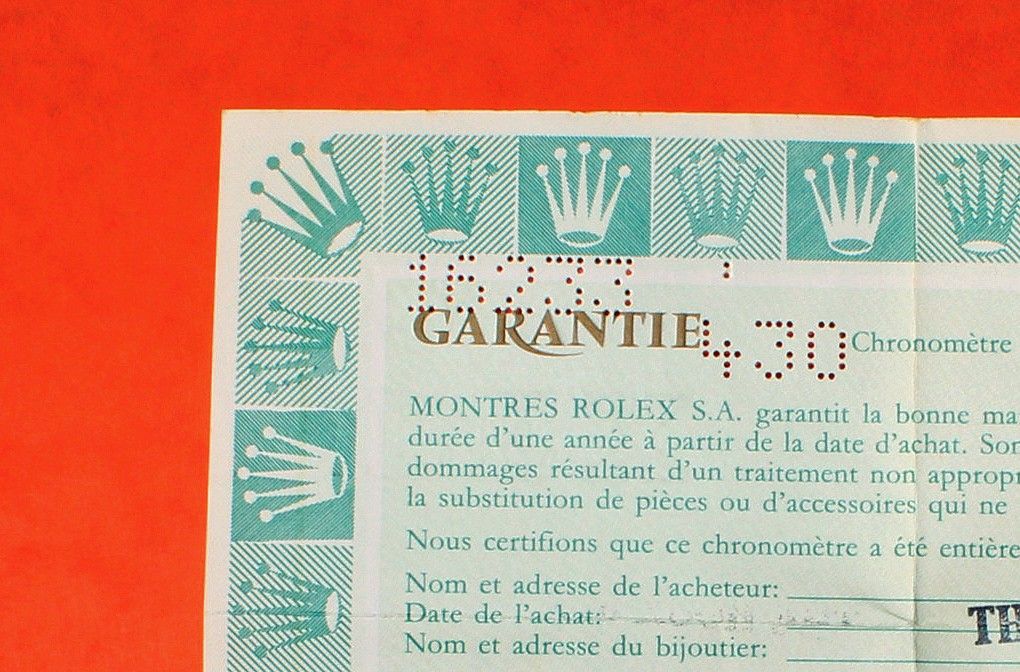 16233
GARANTIE 430 Chronomètre
MONTRES ROLEX S.A. garantit la bonne ma
durée d'une année à partir de la date d'achat. Son
dommages résultant d'un traitement non appropr
la substitution de pièces ou d'accessoires qui ne
Nous certifions que ce chronomètre a été entière
Nom et adresse de l'acheteur:
Date de l'achat:
TH
Nom et adresse du bijoutier: